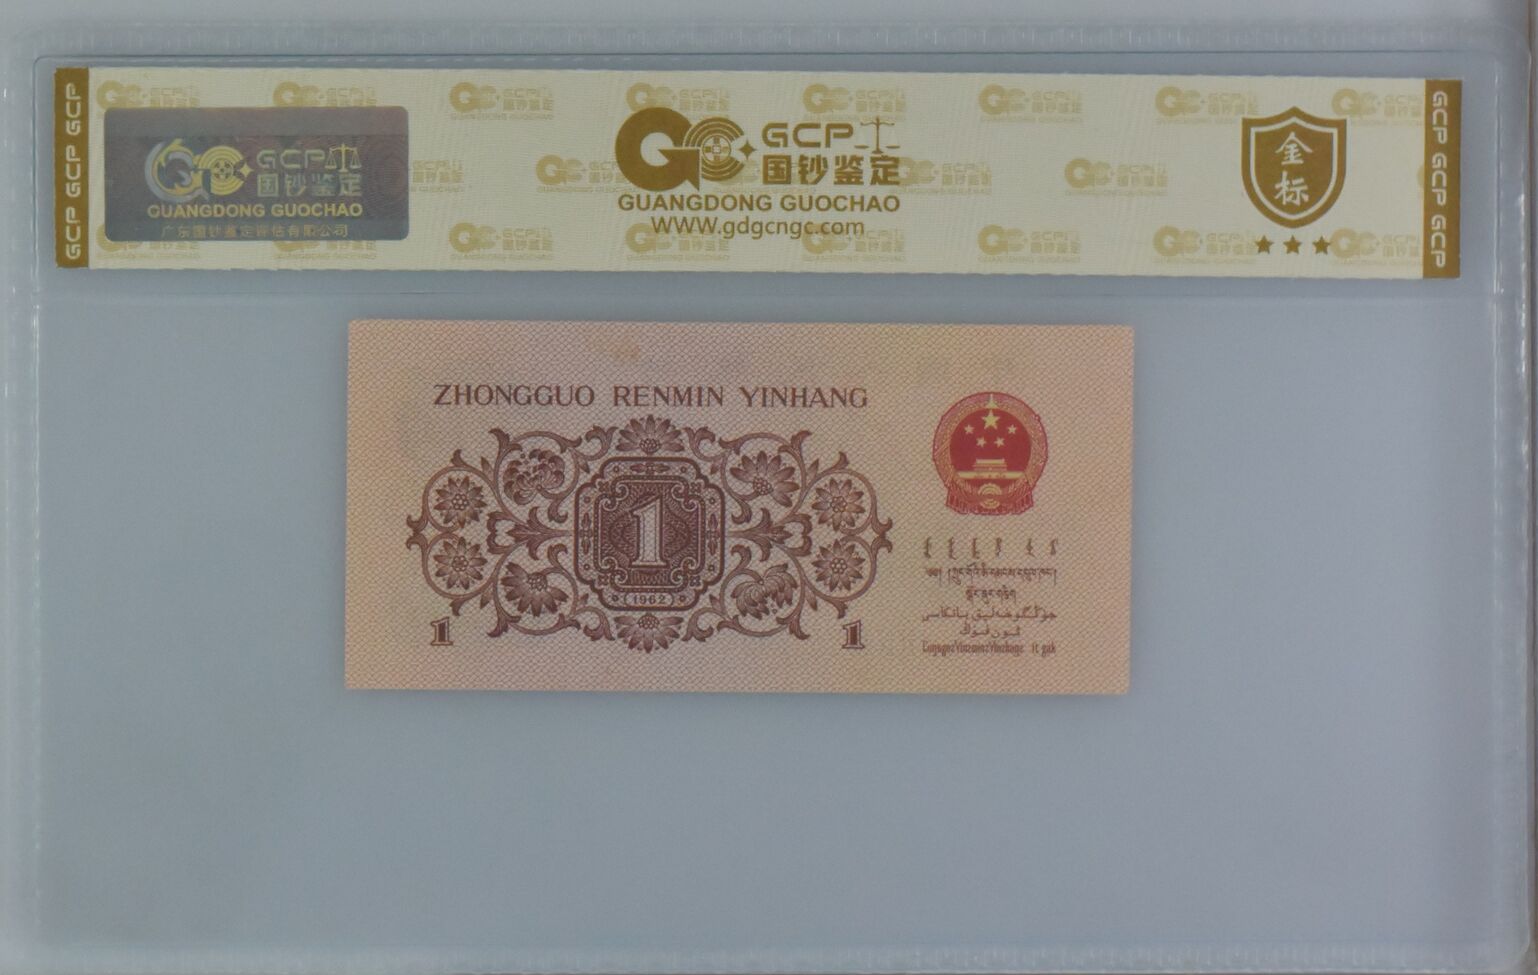 GCP GCP GCP
GCP
国钞鉴定
GUANGDONG GUOCHAO
广东国钞鉴定评估有限公司
GCP
国钞鉴定
GUANGDONG GUOCHAO
WWW.gdgcngc.com
金
标
GCP GCP GCP
ZHONGGUO RENMIN YINHANG
1
(1962)
1
1